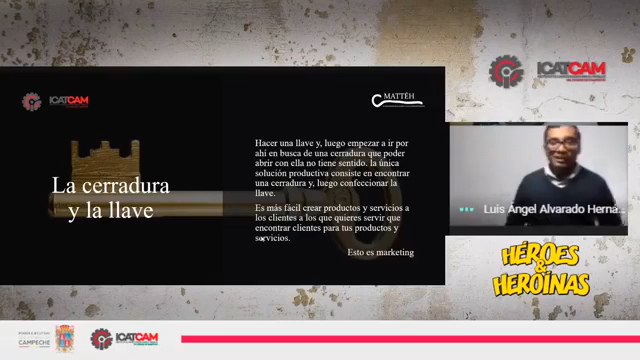 ICATCAM
ICATCAM
MATTĒH
Hacer una llave y, luego empezar a ir por
ahí en busca de una cerradura que poder
abrir con ella no tiene sentido. la única
solución productiva consiste en encontrar
una cerradura y, luego confeccionar la
llave.
La cerradura
y la llave
Es más fácil crear productos y servicios a
los clientes a los que quieres servir que
encontrar clientes para tus productos y
servicios.
Esto es marketing
Luis Ángel Alvarado Herná...
HÉROES
&
HEROÍNAS
CAMPECHE
ICATCAM